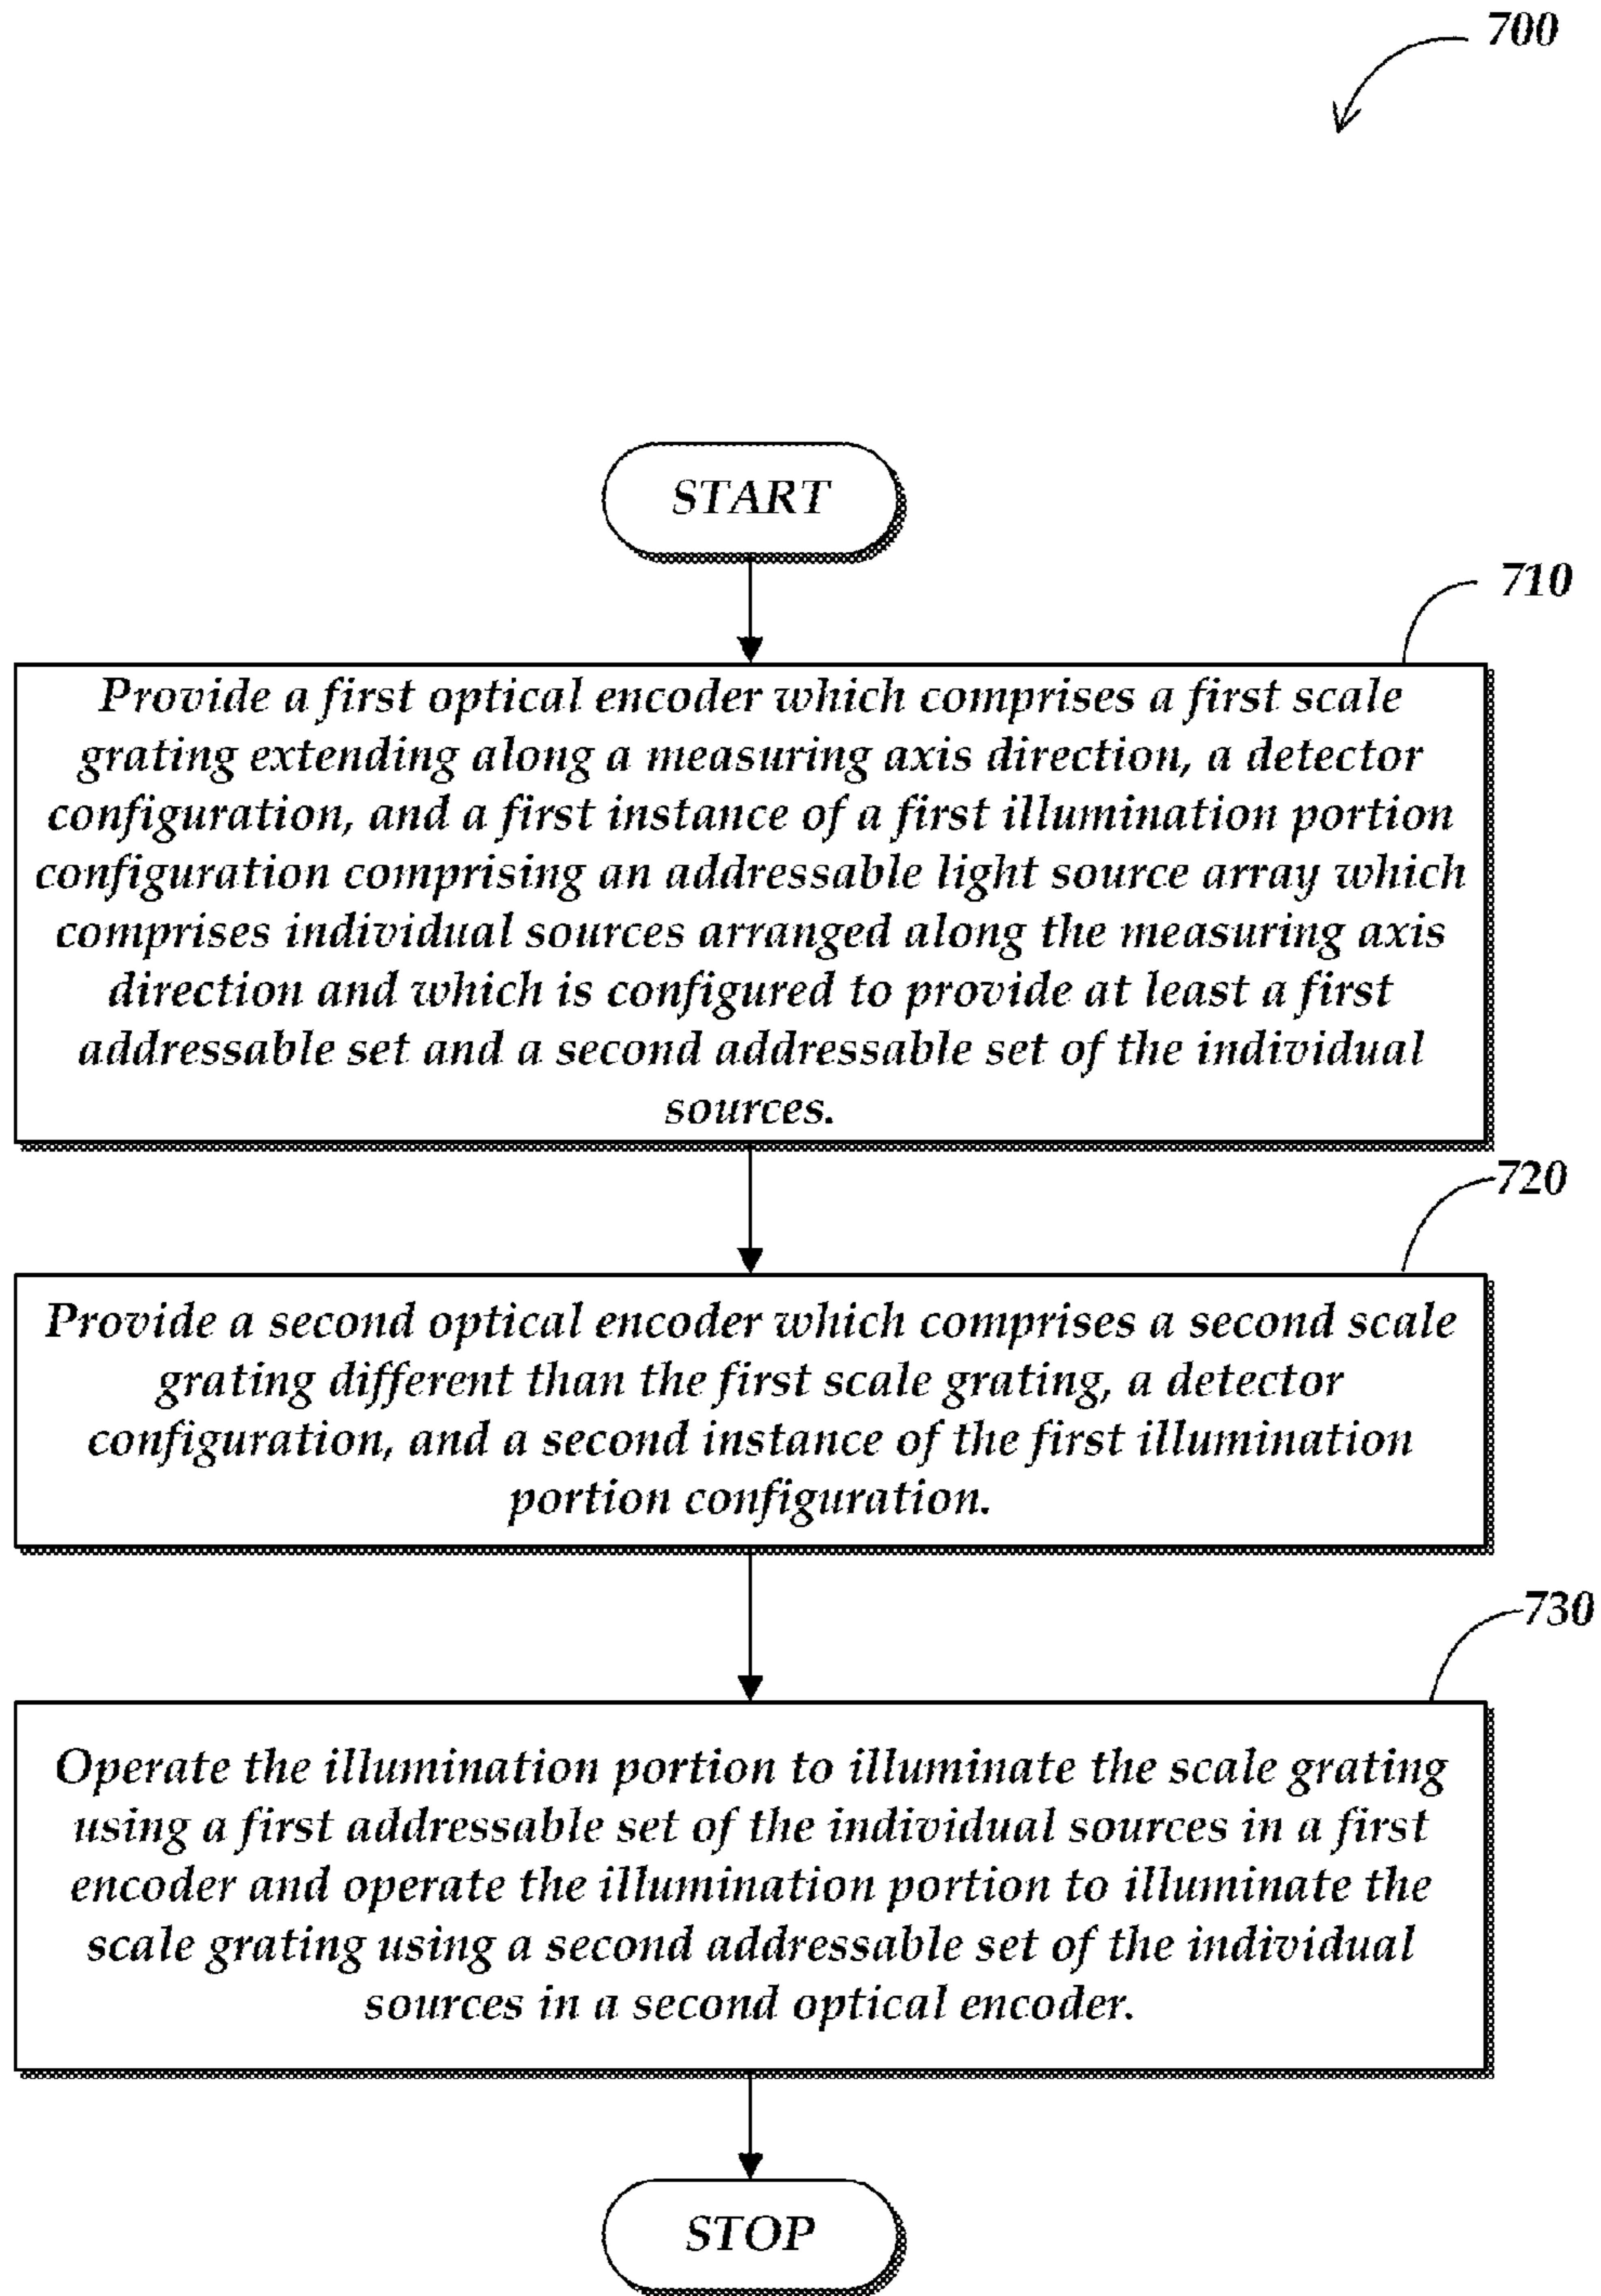 700
START
710
Provide a first optical encoder which comprises a first scale
grating extending along a measuring axis direction, a detector
configuration, and a first instance of a first illumination portion
configuration comprising an addressable light source array which
comprises individual sources arranged along the measuring axis
direction and which is configured to provide at least a first
addressable set and a second addressable set of the individual
sources.
720
Provide a second optical encoder which comprises a second scale
grating different than the first scale grating, a detector
configuration, and a second instance of the first illumination
portion configuration.
730
Operate the illumination portion to illuminate the scale grating
using a first addressable set of the individual sources in a first
encoder and operate the illumination portion to illuminate the
scale grating using a second addressable set of the individual
sources in a second optical encoder.
STOP